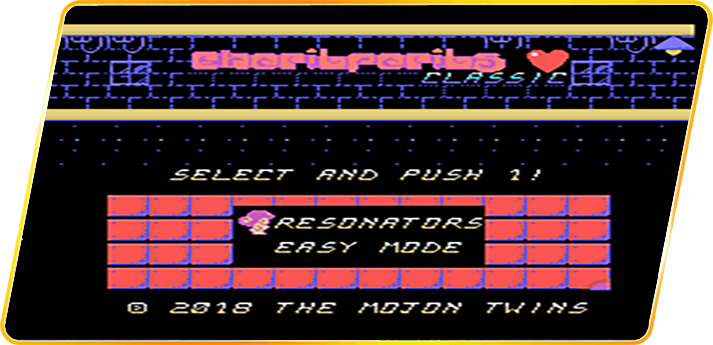 Cheril Perils
CLASSIC
SELECT AND PUSH 1!
RESONATORS
EASY MODE
© 2018 THE MOJON TWINS